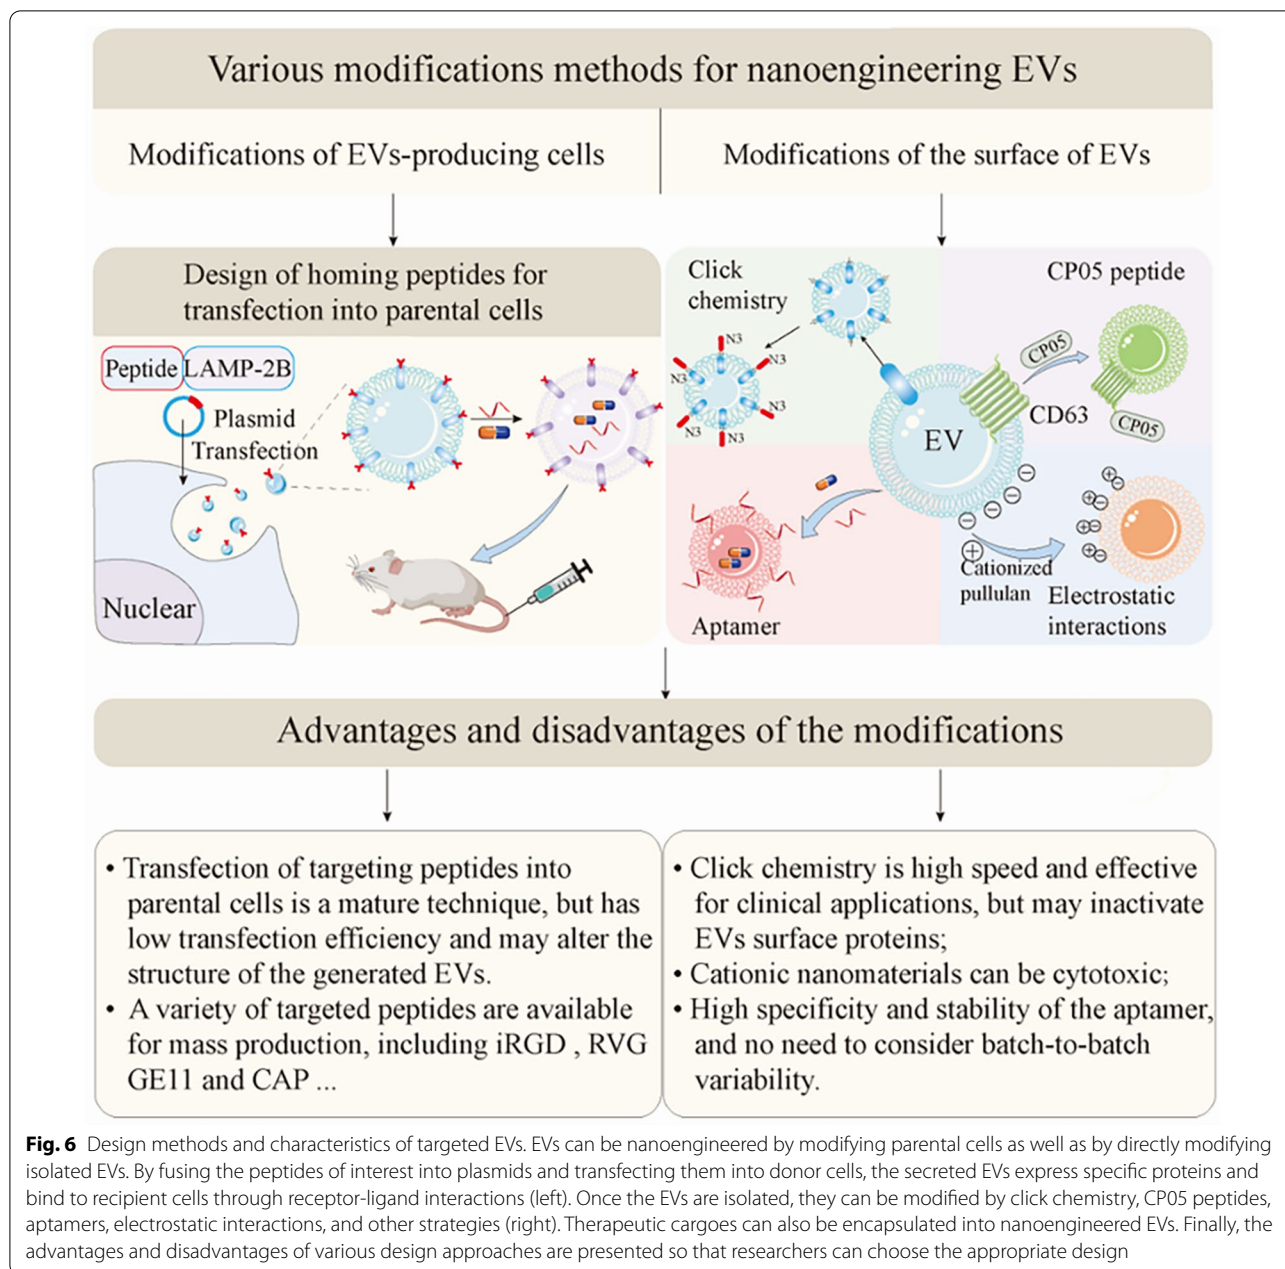 Various modifications methods for nanoengineering EVs
Modifications of EVs-producing cells
Modifications of the surface of EVs
Design of homing peptides for
transfection into parental cells
Peptide
LAMP-2B
Plasmid
Transfection
Nuclear
Click
chemistry
N3
N3
N3
N3
N3
N3
CP05 peptide
CP05
CD63
CP05
EV
Aptamer
Cationized
pullulan
Electrostatic
interactions
Advantages and disadvantages of the modifications
• Transfection of targeting peptides into
parental cells is a mature technique, but has
low transfection efficiency and may alter the
structure of the generated EVs.
• A variety of targeted peptides are available
for mass production, including iRGD , RVG
GE11 and CAP ...
• Click chemistry is high speed and effective
for clinical applications, but may inactivate
EVs surface proteins;
• Cationic nanomaterials can be cytotoxic;
• High specificity and stability of the aptamer,
and no need to consider batch-to-batch
variability.
Fig. 6 Design methods and characteristics of targeted EVs. EVs can be nanoengineered by modifying parental cells as well as by directly modifying
isolated EVs. By fusing the peptides of interest into plasmids and transfecting them into donor cells, the secreted EVs express specific proteins and
bind to recipient cells through receptor-ligand interactions (left). Once the EVs are isolated, they can be modified by click chemistry, CP05 peptides,
aptamers, electrostatic interactions, and other strategies (right). Therapeutic cargoes can also be encapsulated into nanoengineered EVs. Finally, the
advantages and disadvantages of various design approaches are presented so that researchers can choose the appropriate design